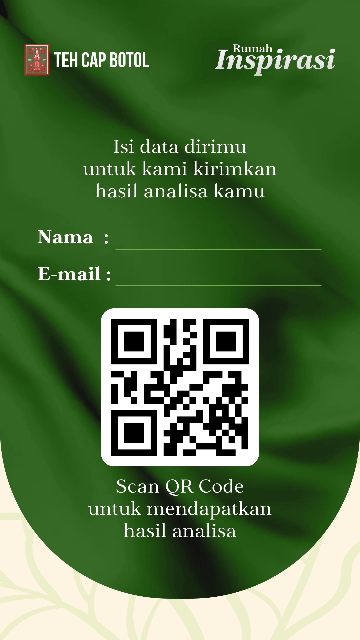 TEH CAP BOTOL
Rumah
Inspirasi
Isi data dirimu
untuk kami kirimkan
hasil analisa kamu
Nama :
E-mail :
Scan QR Code
untuk mendapatkan
hasil analisa